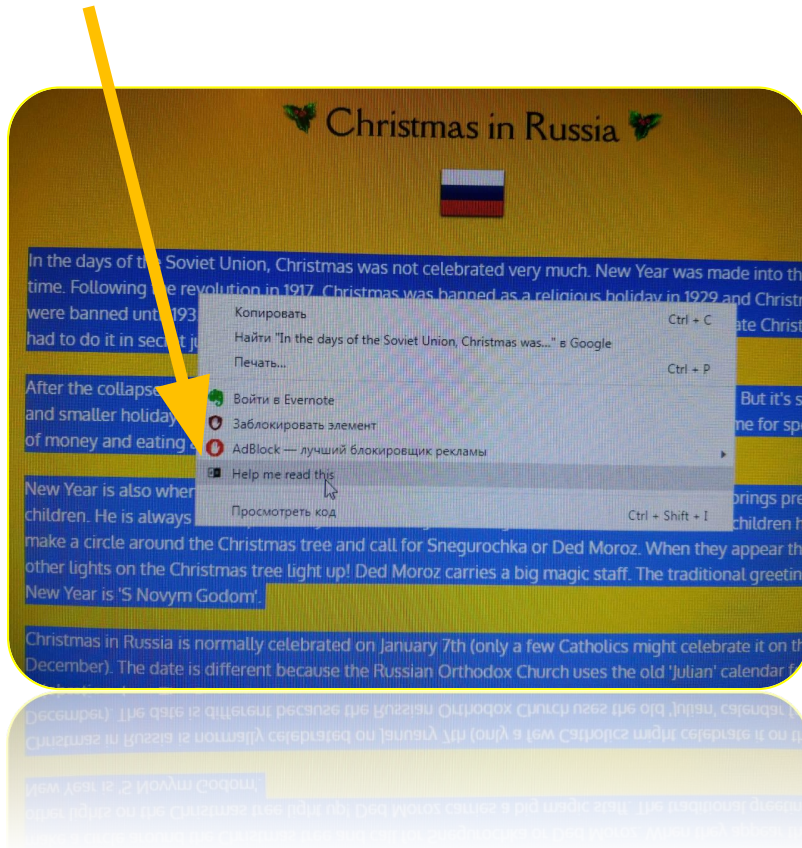 Christmas in Russia
In the days of the Soviet Union, Christmas was not celebrated very much. New Year was made into th
time. Following the revolution in 1917, Christmas was banned as a religious holiday in 1929 and Christ
were banned unt 193
ate Christ
had to do it in secret j
Копировать Ctrl + C
Найти "In the days of the Soviet Union, Christmas was..." в Google
Печать... Ctrl + P
Войти в Evernote
Заблокировать элемент
AdBlock — лучший блокировщик рекламы
Help me read this
Просмотреть код Ctrl + Shift + I
After the collapse
But it's s
and smaller holiday
me for sp
of money and eating
New Year is also when
brings pre
children. He is always
children h
make a circle around the Christmas tree and call for Snegurochka or Ded Moroz. When they appear th
other lights on the Christmas tree light up! Ded Moroz carries a big magic staff. The traditional greetin
New Year is 'S Novym Godom'.
Christmas in Russia is normally celebrated on January 7th (only a few Catholics might celebrate it on th
December). The date is different because the Russian Orthodox Church uses the old 'Julian' calendar f